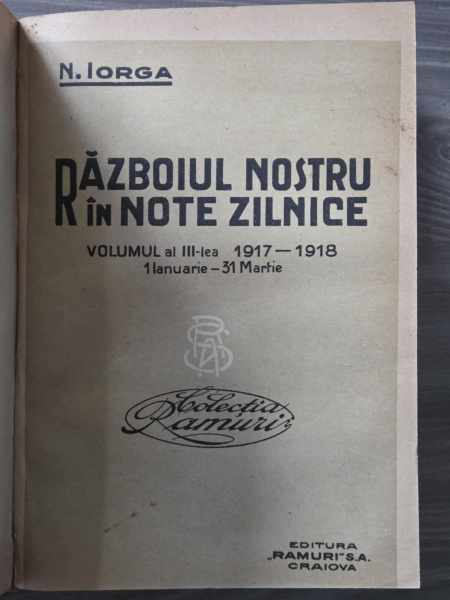 N. IORGA
RĂZBOIUL NOSTRU
ÎN NOTE ZILNICE
VOLUMUL al III-lea 1917 — 1918
1 Ianuarie – 31 Martie
Colecția
Ramuri
EDITURA
„RAMURI" S.A.
CRAIOVA